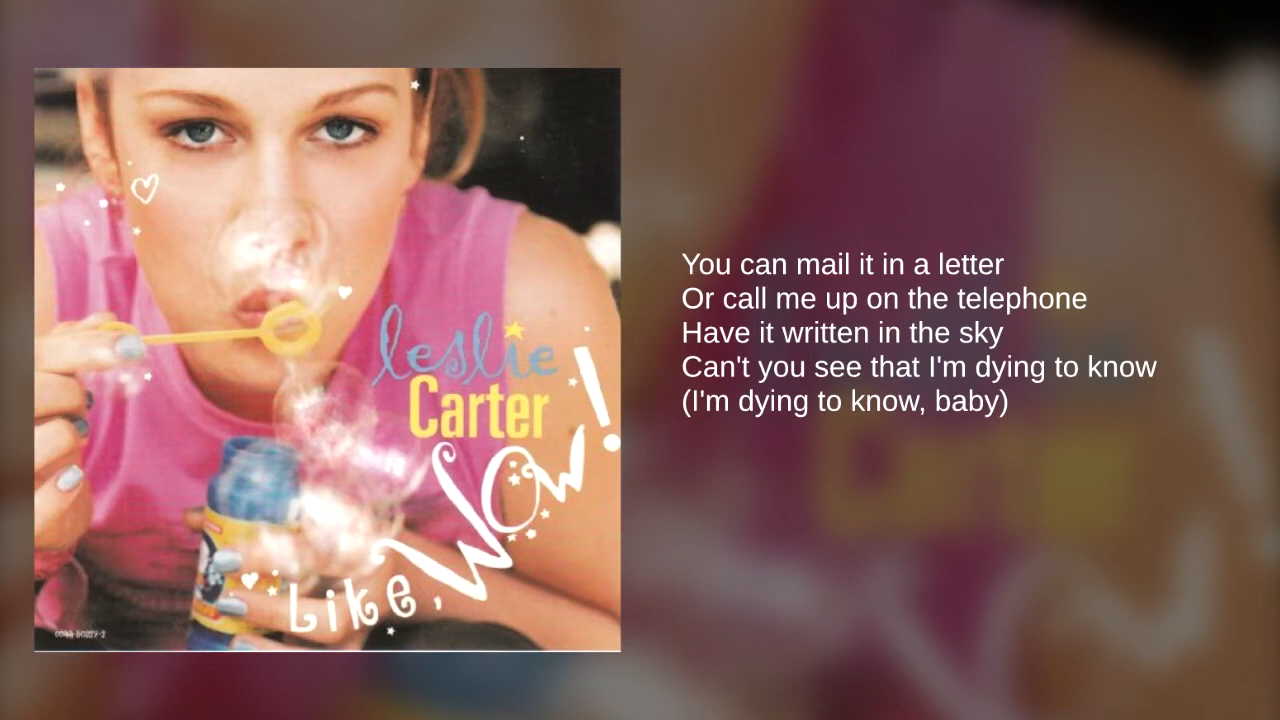 leslie
Carter
Like, Wow!
You can mail it in a letter
Or call me up on the telephone
Have it written in the sky
Can't you see that I'm dying to know
(I'm dying to know, baby)